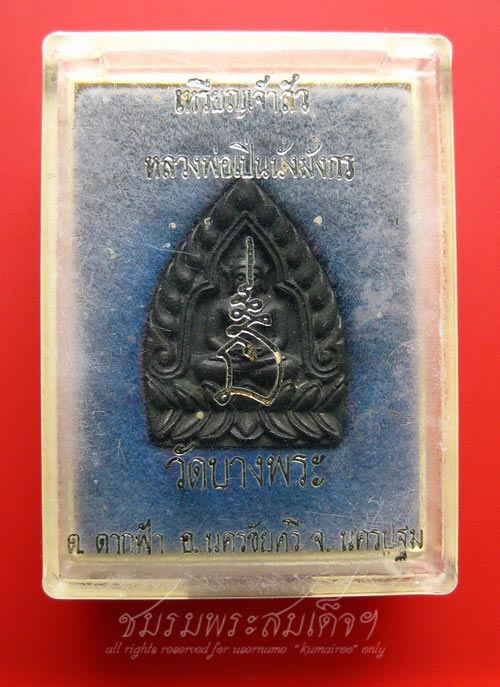 เหรียญเจ้าสัว
หลวงพ่อเปิ่นนั่งมังกร
วัดบางพระ
ต. ตากฟ้า อ. นครชัยศรี จ. นครปฐม
ชมรมพระสมเด็จฯ
all rights reserved for username "kumairoo" only